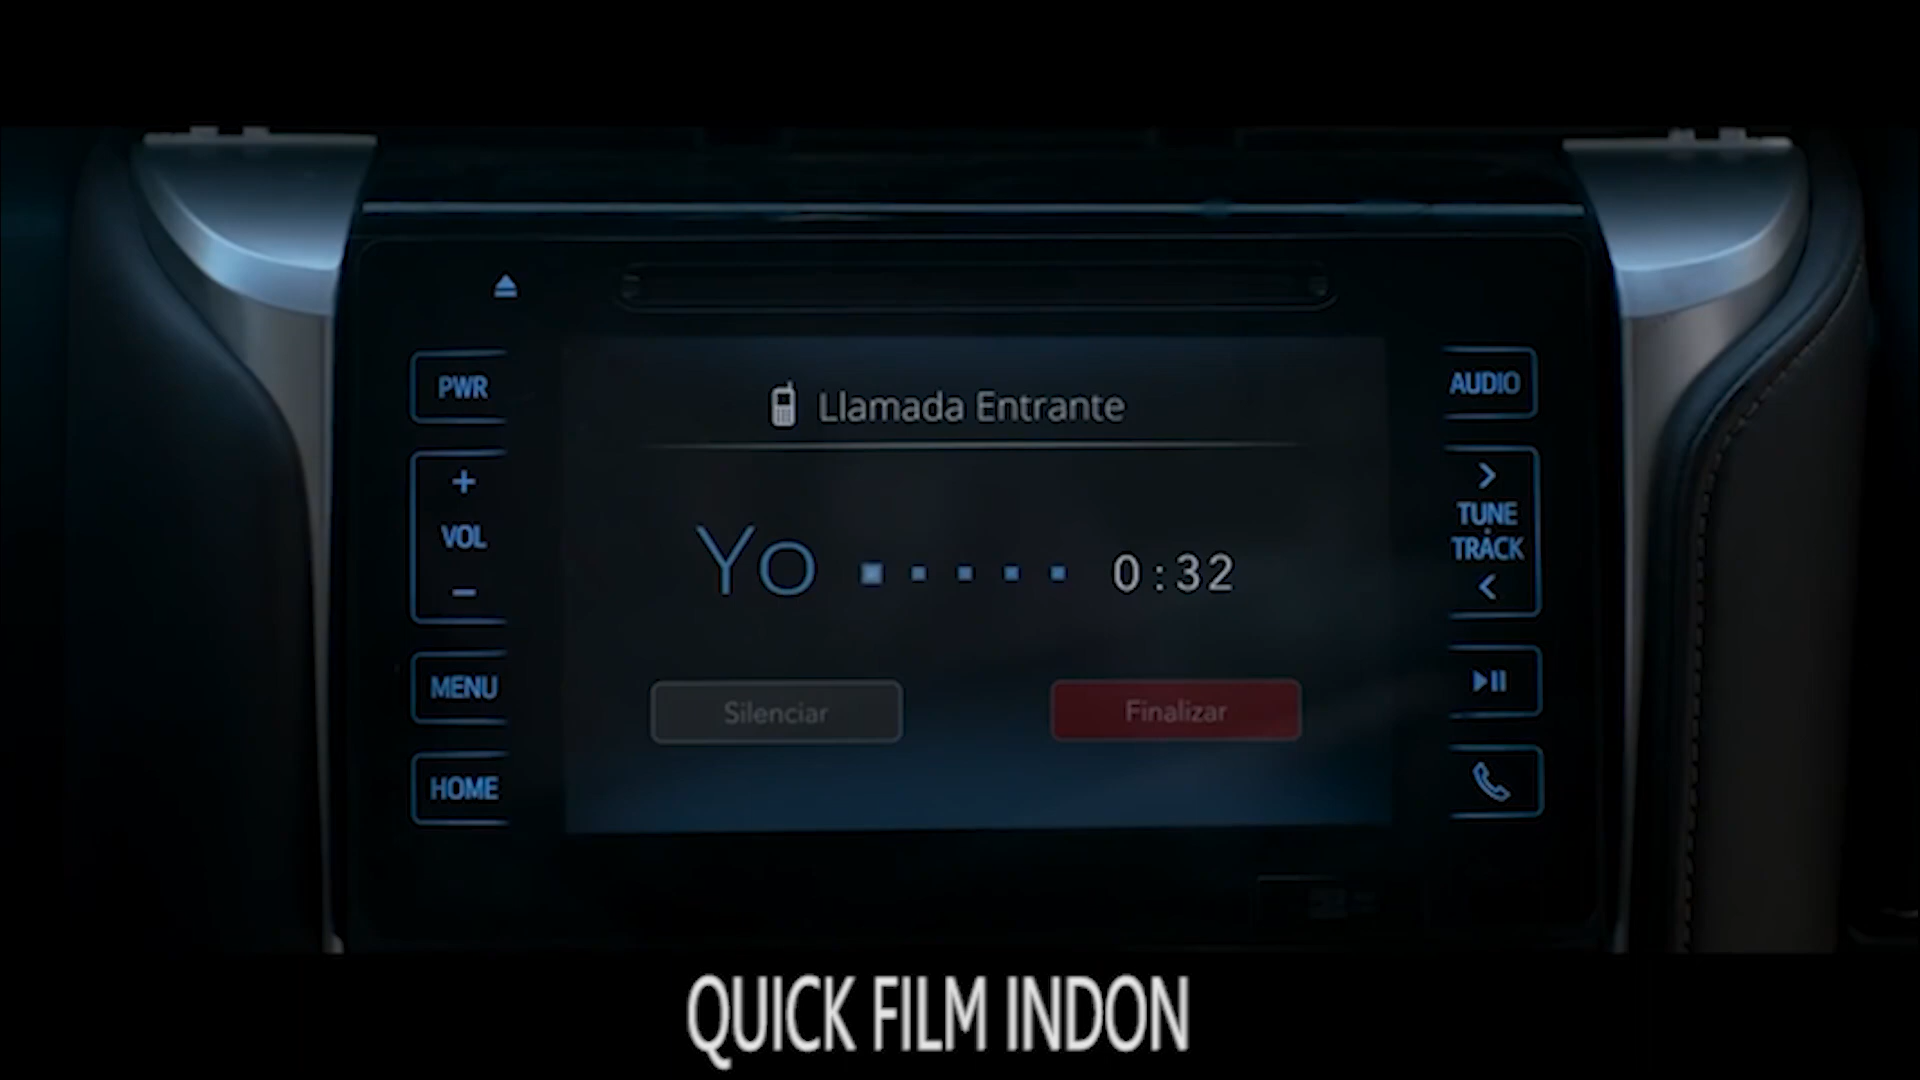 PWR
+
VOL
-
MENU
HOME
Llamada Entrante
Yo
0:32
Silenciar
Finalizar
AUDIO
>
TUNE
TRACK
<
QUICK FILM INDON